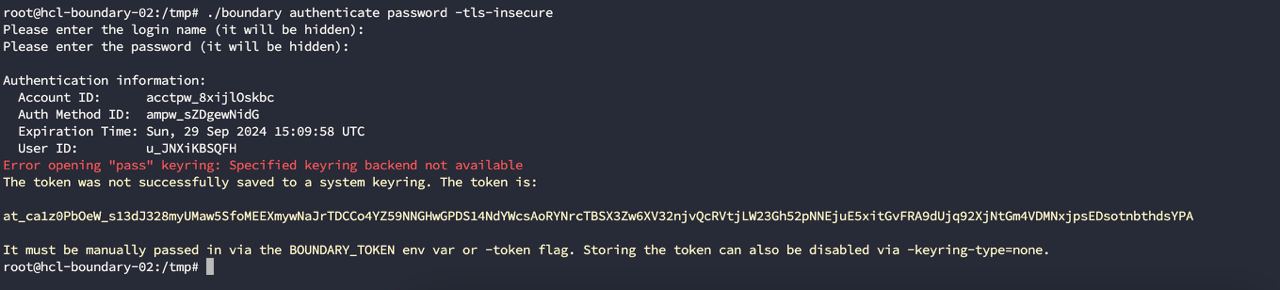 root@hcl-boundary-02:/tmp# ./boundary authenticate password -tls-insecure
Please enter the login name (it will be hidden):
Please enter the password (it will be hidden):
Authentication information:
Account ID: acctpw_8xijlOskbc
Auth Method ID: ampw_sZDgewNidG
Expiration Time: Sun, 29 Sep 2024 15:09:58 UTC
User ID: u_JNXiKBSQFH
Error opening "pass" keyring: Specified keyring backend not available
The token was not successfully saved to a system keyring. The token is:
at_ca1z0PbOeW_s13dJ328myUMaw5SfoMEEXmywNaJrTDCCo4YZ59NNGHwGPDS14NdYWcsAoRYNrcTBSX3Zw6XV32njvQcRVtjLW23Gh52pNNEjuE5xitGvFRA9dUjq92XjNtGm4VDMNxjpsEDsotnbthdsYPA
It must be manually passed in via the BOUNDARY_TOKEN env var or -token flag. Storing the token can also be disabled via -keyring-type=none.
root@hcl-boundary-02:/tmp#